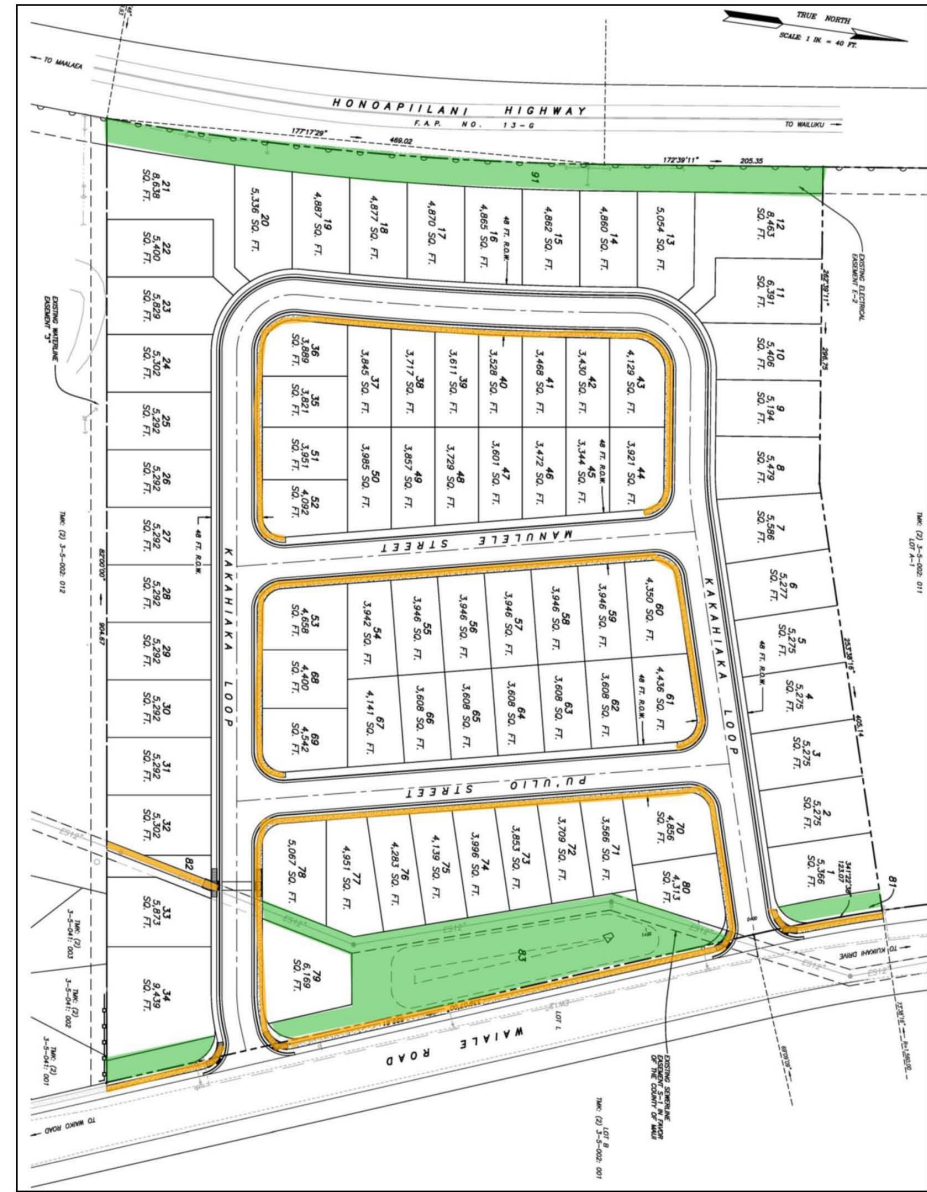 TRUE NORTH
SCALE: 1 IN. = 40 FT.
TO MAALAEA
HONOAPIILANI HIGHWAY
F.A.P. NO. 13-G
TO WAILUKU
177°17'29"
469.02
172°39'11"
205.35
91
EXISTING ELECTRICAL
EASEMENT E-2
21
8,638
SQ. FT.
22
5,400
SQ. FT.
23
5,829
SQ. FT.
24
5,302
SQ. FT.
25
5,292
SQ. FT.
26
5,292
SQ. FT.
27
5,292
SQ. FT.
28
5,292
SQ. FT.
29
5,292
SQ. FT.
30
5,292
SQ. FT.
31
5,292
SQ. FT.
32
5,302
SQ. FT.
82
33
5,873
SQ. FT.
34
9,439
SQ. FT.
20
5,336 SQ. FT.
19
4,887 SQ. FT.
18
4,877 SQ. FT.
17
4,870 SQ. FT.
16
4,865 SQ. FT.
48 FT. R.O.W.
15
4,862 SQ. FT.
14
4,860 SQ. FT.
13
5,054 SQ. FT.
12
8,463
SQ. FT.
11
6,391
SQ. FT.
10
5,406
SQ. FT.
9
5,194
SQ. FT.
8
5,479
SQ. FT.
7
5,586
SQ. FT.
6
5,277
SQ. FT.
5
5,275
SQ. FT.
4
5,275
SQ. FT.
3
5,275
SQ. FT.
2
5,275
SQ. FT.
1
5,366
SQ. FT.
81
341°22'38"
123.07
262°39'11"
296.75
253°38'16"
405.14
EXISTING WATERLINE
EASEMENT "3"
TMK: (2) 3-5-002: 012
82°00'00"
904.67
TMK: (2) 3-5-002: 011
LOT A-1
36
3,889
SQ. FT.
35
3,821
SQ. FT.
51
3,951
SQ. FT.
52
4,092
SQ. FT.
37
3,845 SQ. FT.
38
3,717 SQ. FT.
39
3,611 SQ. FT.
40
3,528 SQ. FT.
41
3,468 SQ. FT.
42
3,430 SQ. FT.
43
4,129 SQ. FT.
50
3,985 SQ. FT.
49
3,857 SQ. FT.
48
3,729 SQ. FT.
47
3,601 SQ. FT.
46
3,472 SQ. FT.
45
3,344 SQ. FT.
48 FT. R.O.W.
44
3,921 SQ. FT.
MANULELE
STREET
KAKAHIAKA LOOP
48 FT. R.O.W.
KAKAHIAKA LOOP
48 FT. R.O.W.
53
4,658
SQ. FT.
68
4,400
SQ. FT.
69
4,542
SQ. FT.
54
3,942 SQ. FT.
55
3,946 SQ. FT.
56
3,946 SQ. FT.
57
3,946 SQ. FT.
58
3,946 SQ. FT.
59
3,946 SQ. FT.
60
4,350 SQ. FT.
67
4,141 SQ. FT.
66
3,608 SQ. FT.
65
3,608 SQ. FT.
64
3,608 SQ. FT.
63
3,608 SQ. FT.
62
3,608 SQ. FT.
48 FT. R.O.W.
61
4,436 SQ. FT.
PU'ULIO
STREET
78
5,067 SQ. FT.
77
4,951 SQ. FT.
76
4,283 SQ. FT.
75
4,139 SQ. FT.
74
3,996 SQ. FT.
73
3,853 SQ. FT.
72
3,709 SQ. FT.
71
3,566 SQ. FT.
70
4,856
SQ. FT.
80
4,313
SQ. FT.
79
6,169
SQ. FT.
83
LOT L
WAIALE ROAD
TO KUIKAHI DRIVE
TO WAIKO ROAD
EXISTING SEWERLINE
EASEMENT S-1 IN FAVOR
OF THE COUNTY OF MAUI
LOT B
TMK: (2) 3-5-002: 001
TMK: (2)
3-5-041: 003
TMK: (2)
3-5-041: 002
TMK: (2)
3-5-041: 001